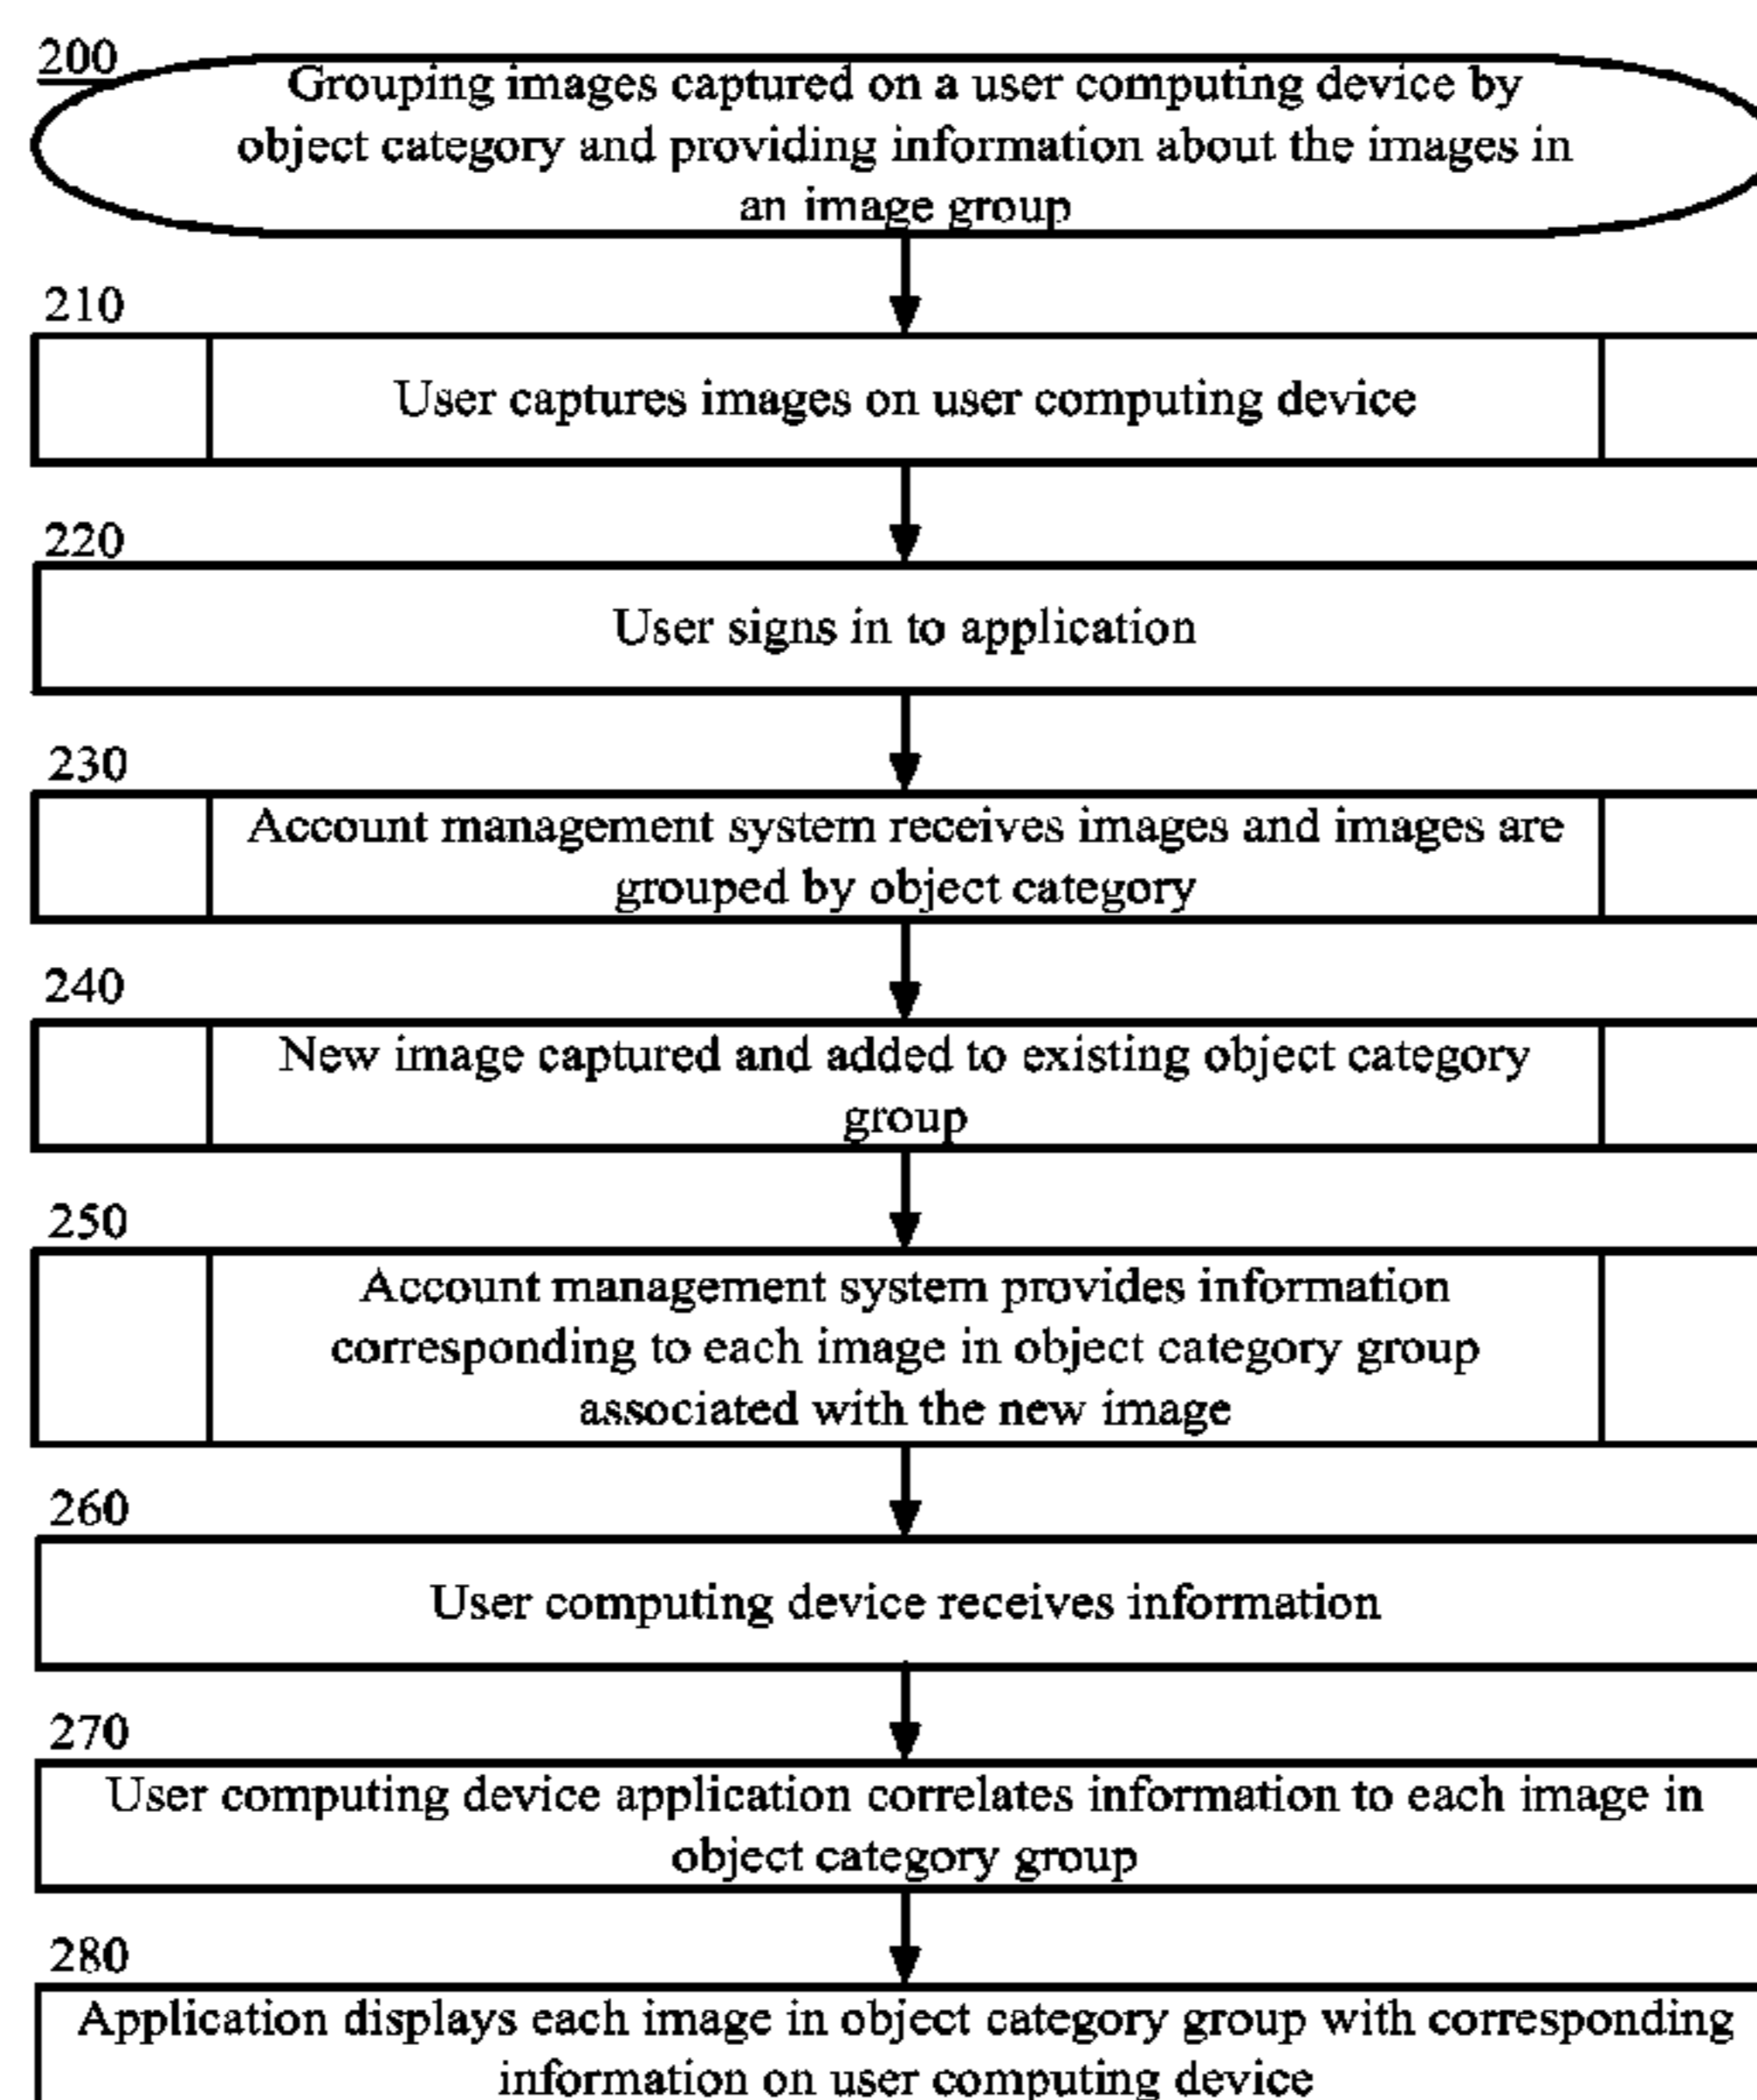 200
Grouping images captured on a user computing device by
object category and providing information about the images in
an image group
210
User captures images on user computing device
220
User signs in to application
230
Account management system receives images and images are
grouped by object category
240
New image captured and added to existing object category
group
250
Account management system provides information
corresponding to each image in object category group
associated with the new image
260
User computing device receives information
270
User computing device application correlates information to each image in
object category group
280
Application displays each image in object category group with corresponding
information on user computing device